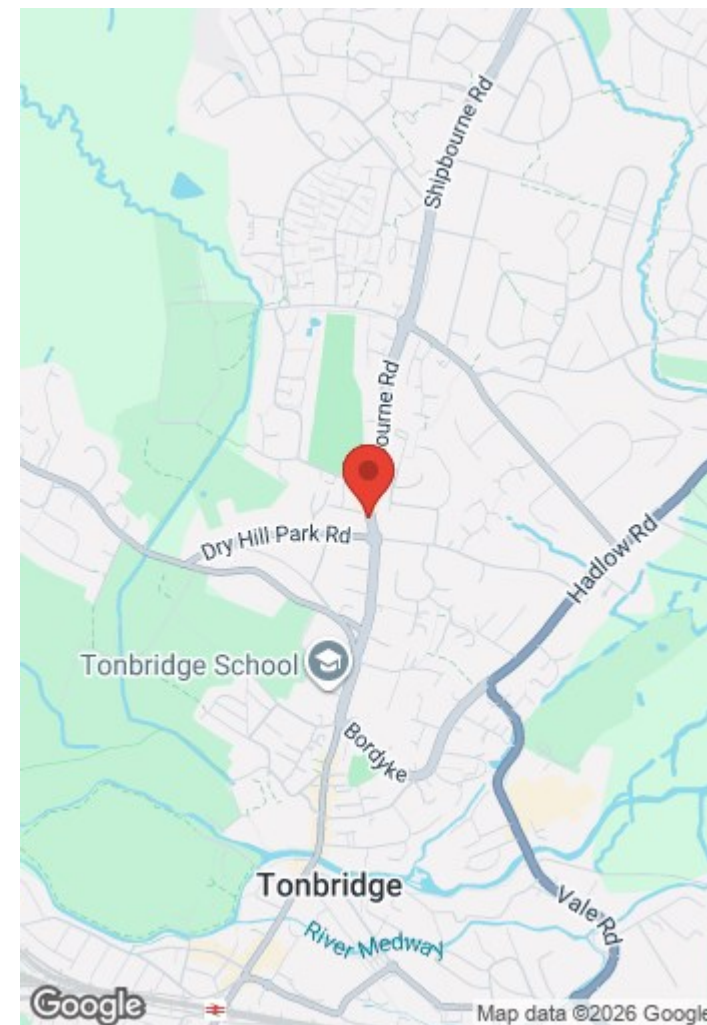 Shipbourne Rd
ourne Rd
Dry Hill Park Rd
Hadlow Rd
Tonbridge School
Bordyke
Tonbridge
Vale Rd
River Medway
Google
Map data ©2026 Google